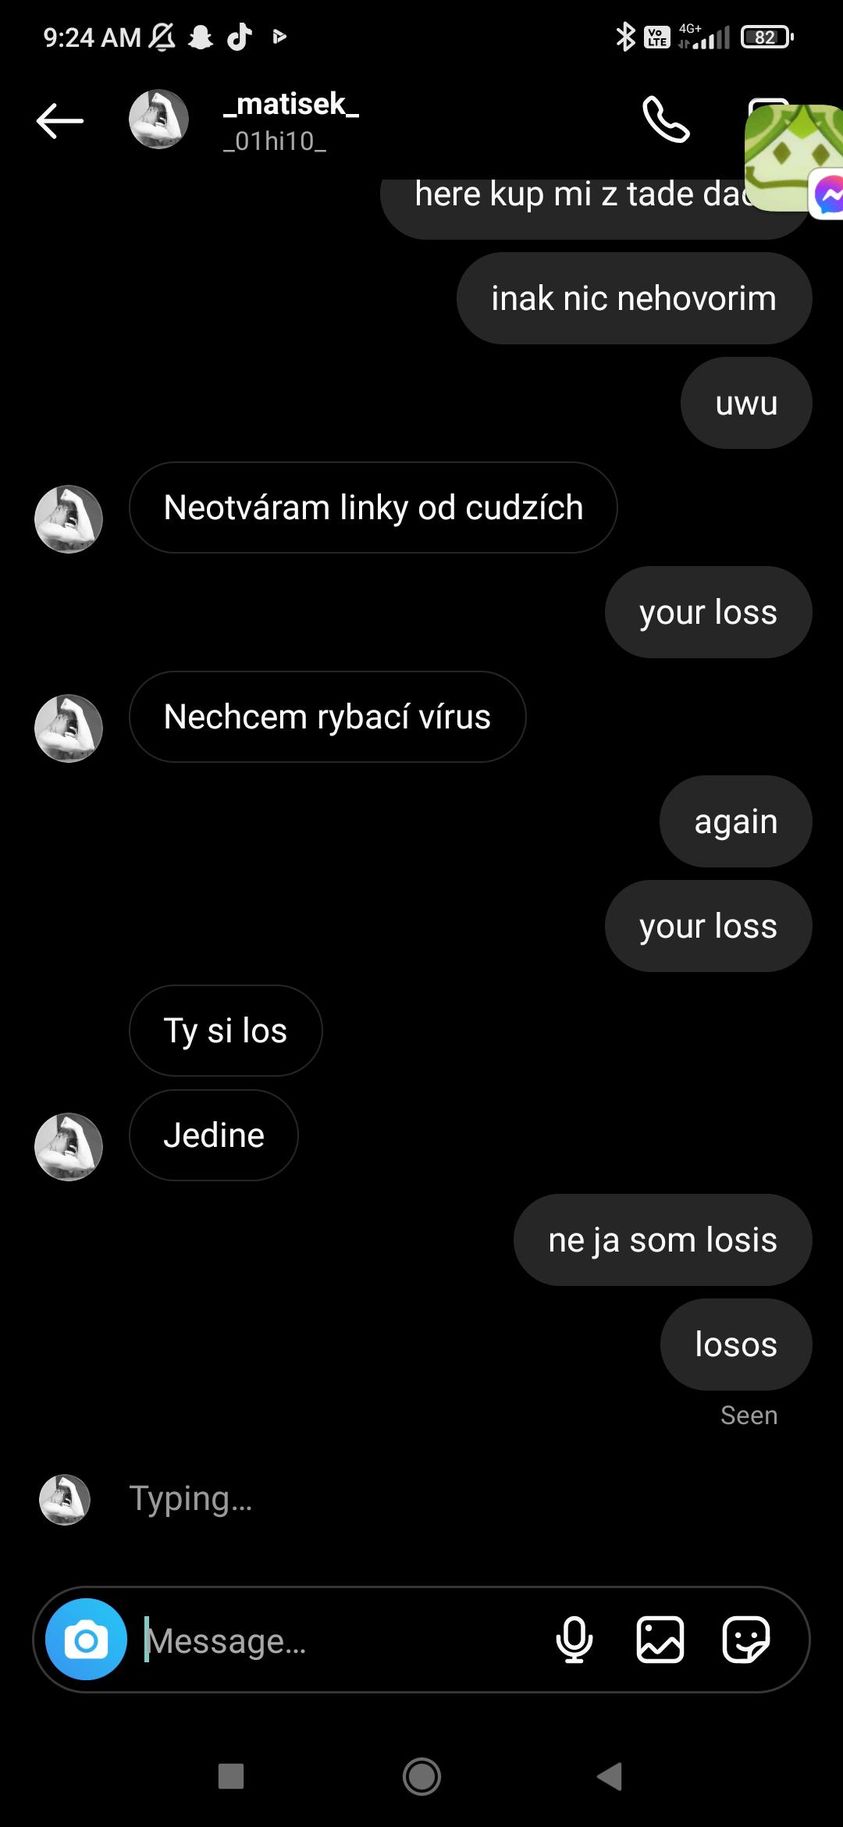 9:24 AM
Vo LTE 4G+ 82
_matisek_
_01hi10_
here kup mi z tade
inak nic nehovorim
uwu
Neotváram linky od cudzích
your loss
Nechcem rybací vírus
again
your loss
Ty si los
Jedine
ne ja som losis
losos
Seen
Typing...
Message...